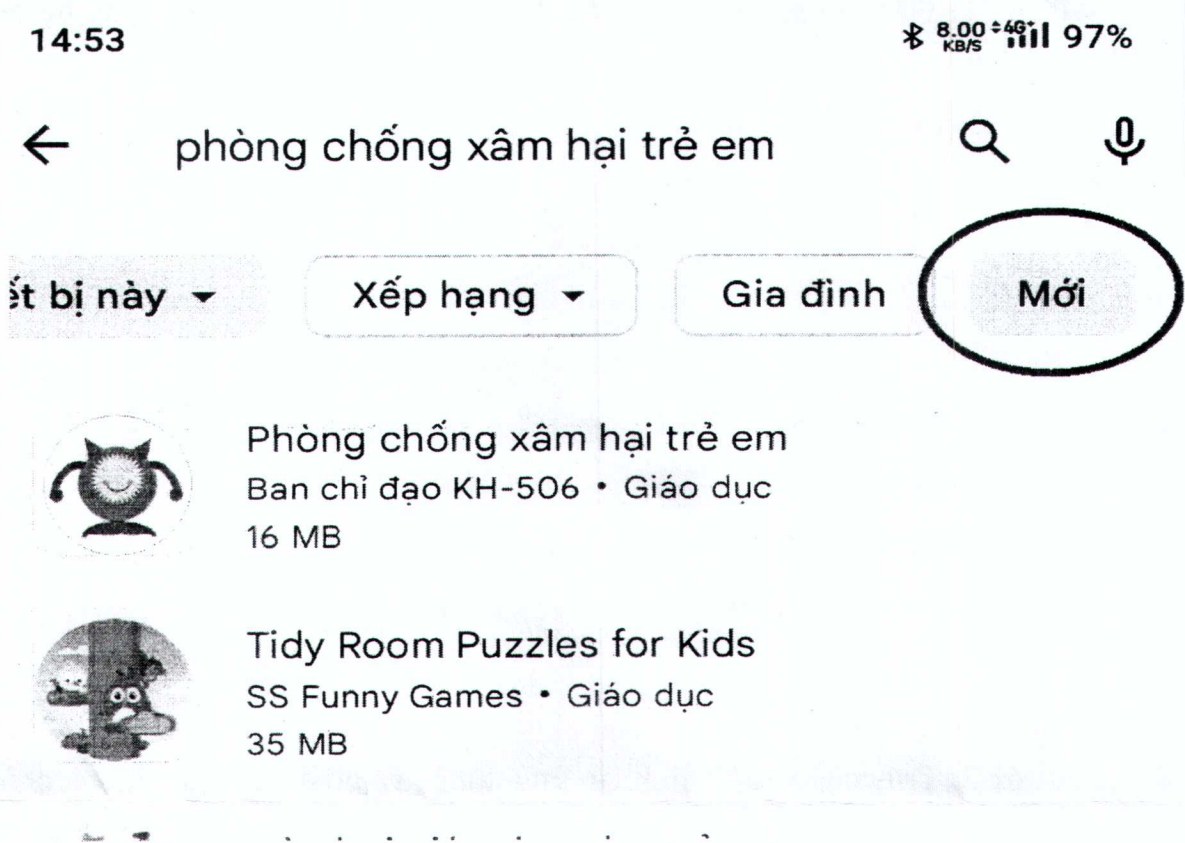 14:53 8.00 KB/S 4G+ 97%
phòng chống xâm hại trẻ em
ết bị này Xếp hạng Gia đình Mới
Phòng chống xâm hại trẻ em
Ban chỉ đạo KH-506 • Giáo dục
16 MB
Tidy Room Puzzles for Kids
SS Funny Games • Giáo dục
35 MB